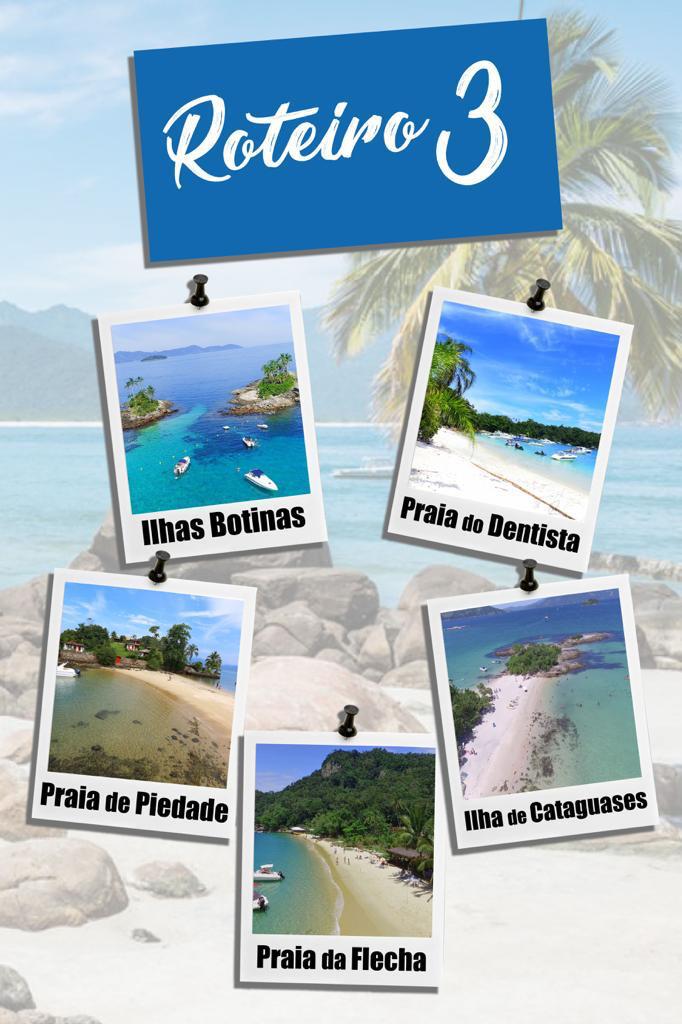 Roteiro 3
Ilhas Botinas
Praia do Dentista
Praia de Piedade
Ilha de Cataguases
Praia da Flecha